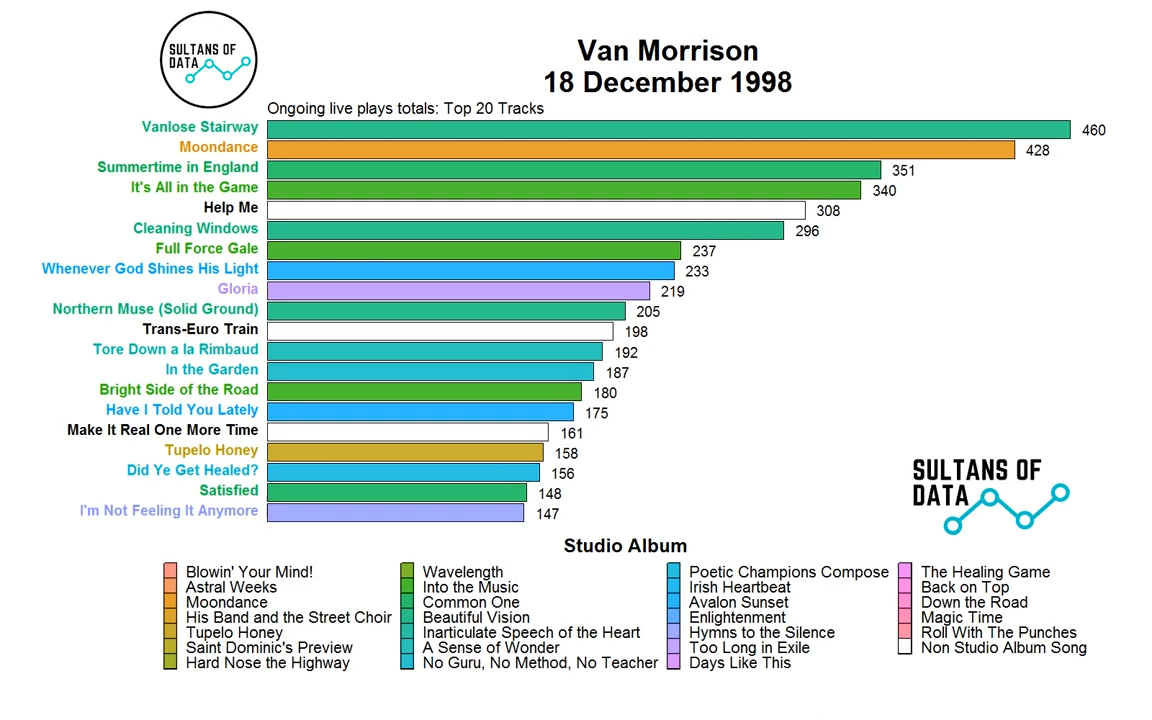 SULTANS OF
DATA
Van Morrison
18 December 1998
Ongoing live plays totals: Top 20 Tracks
Vanlose Stairway 460
Moondance 428
Summertime in England 351
It's All in the Game 340
Help Me 308
Cleaning Windows 296
Full Force Gale 237
Whenever God Shines His Light 233
Gloria 219
Northern Muse (Solid Ground) 205
Trans-Euro Train 198
Tore Down a la Rimbaud 192
In the Garden 187
Bright Side of the Road 180
Have I Told You Lately 175
Make It Real One More Time 161
Tupelo Honey 158
Did Ye Get Healed? 156
Satisfied 148
I'm Not Feeling It Anymore 147
SULTANS OF
DATA
Studio Album
Blowin' Your Mind!
Astral Weeks
Moondance
His Band and the Street Choir
Tupelo Honey
Saint Dominic's Preview
Hard Nose the Highway
Wavelength
Into the Music
Common One
Beautiful Vision
Inarticulate Speech of the Heart
A Sense of Wonder
No Guru, No Method, No Teacher
Poetic Champions Compose
Irish Heartbeat
Avalon Sunset
Enlightenment
Hymns to the Silence
Too Long in Exile
Days Like This
The Healing Game
Back on Top
Down the Road
Magic Time
Roll With The Punches
Non Studio Album Song